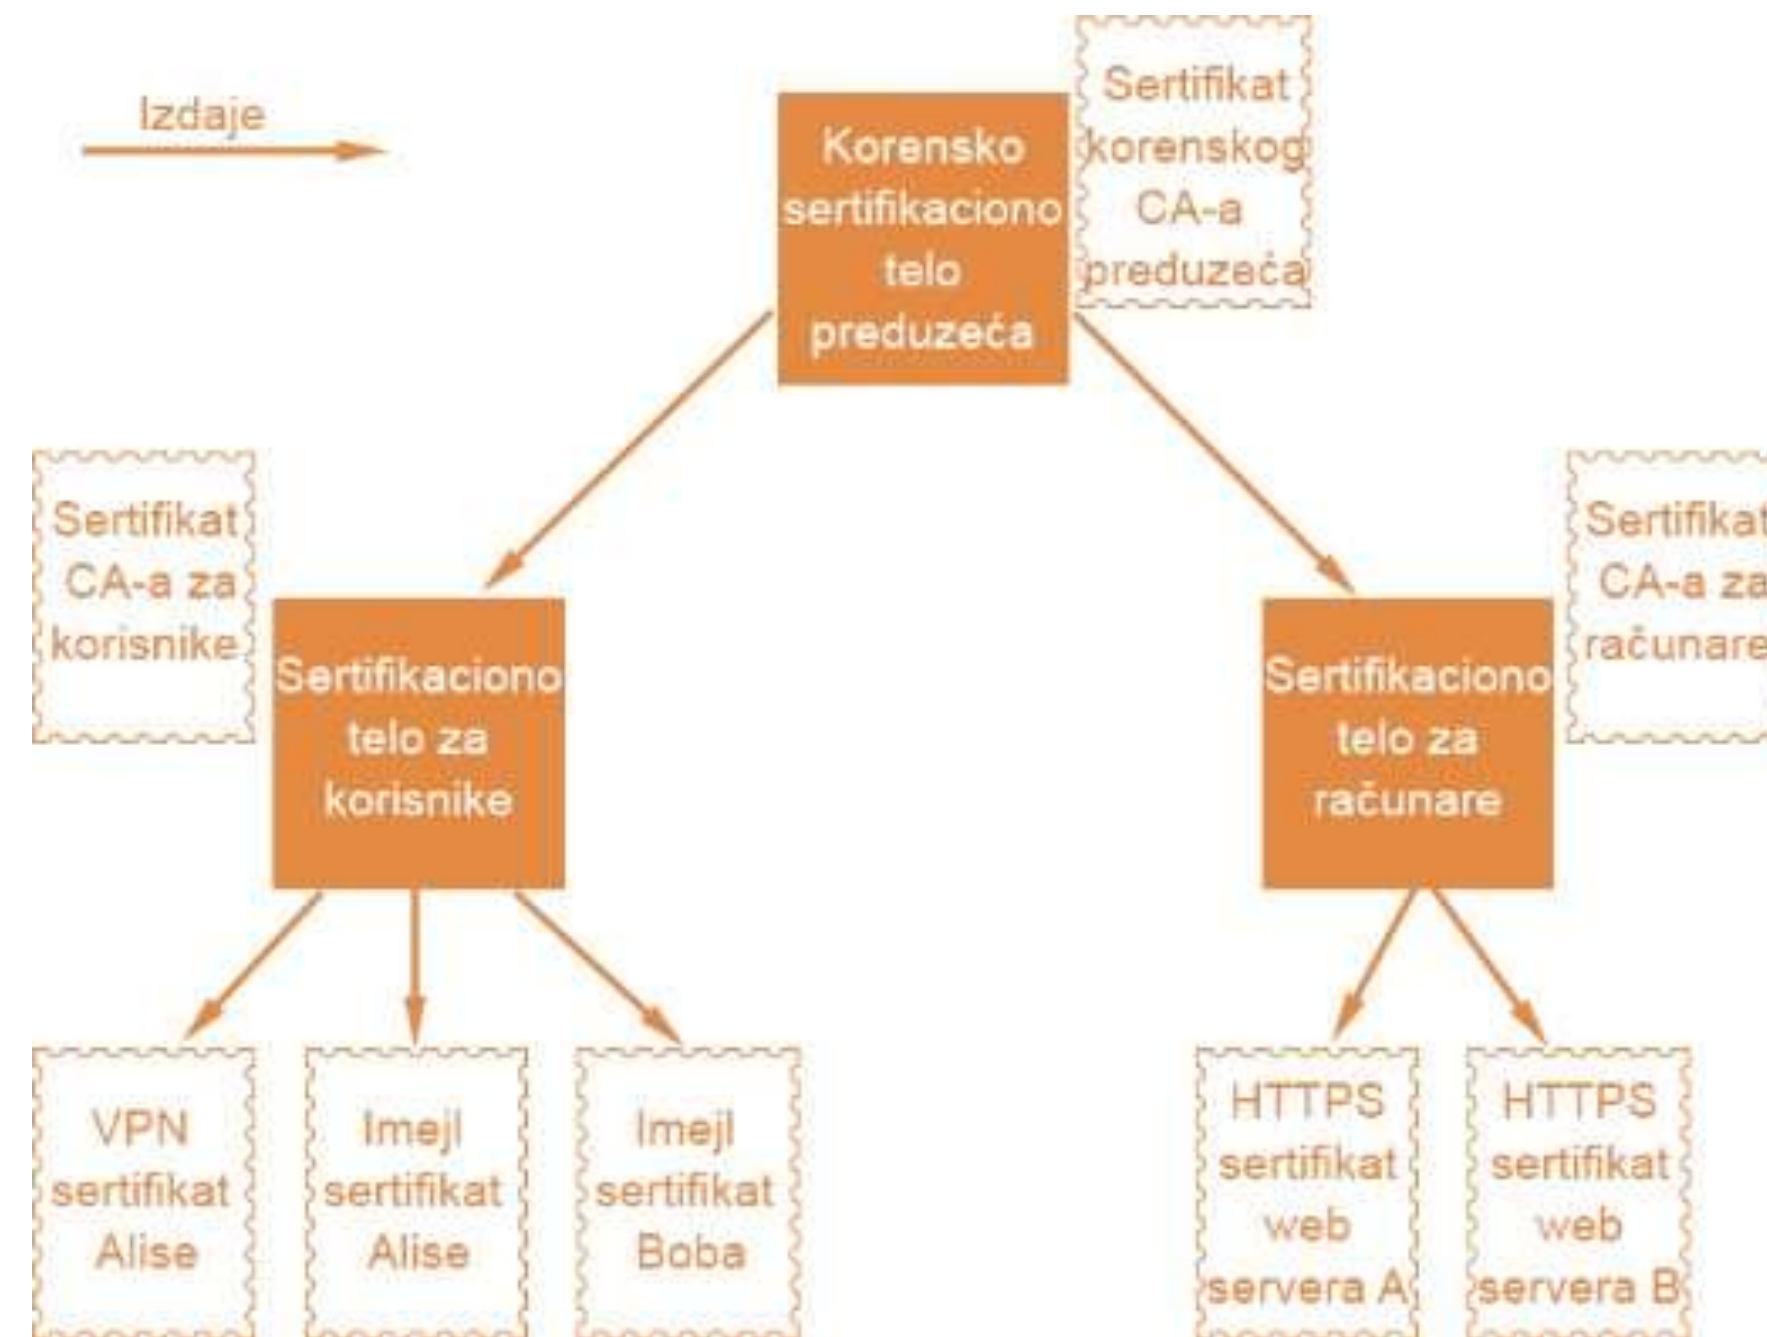 Izdaje
Sertifikat
korenskog
CA-a
preduzeća
Korensko
sertifikaciono
telo
preduzeća
Sertifikat
CA-a za
korisnike
Sertifikaciono
telo za
korisnike
Sertifikaciono
telo za
računare
Sertifikat
CA-a za
računare
VPN
sertifikat
Alise
Imejl
sertifikat
Alise
Imejl
sertifikat
Boba
HTTPS
sertifikat
web
servera A
HTTPS
sertifikat
web
servera B